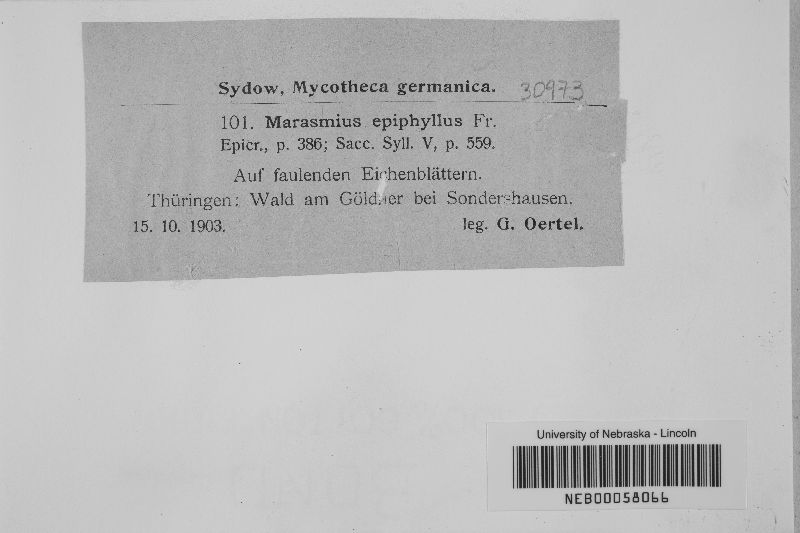 Sydow, Mycotheca germanica. 30973
101. Marasmius epiphyllus Fr.
Epicr., p. 386; Sacc. Syll. V, p. 559.
Auf faulenden Eichenblättern.
Thüringen: Wald am Göldner bei Sondershausen.
15. 10. 1903. leg. G. Oertel.
University of Nebraska - Lincoln
NEB00058066